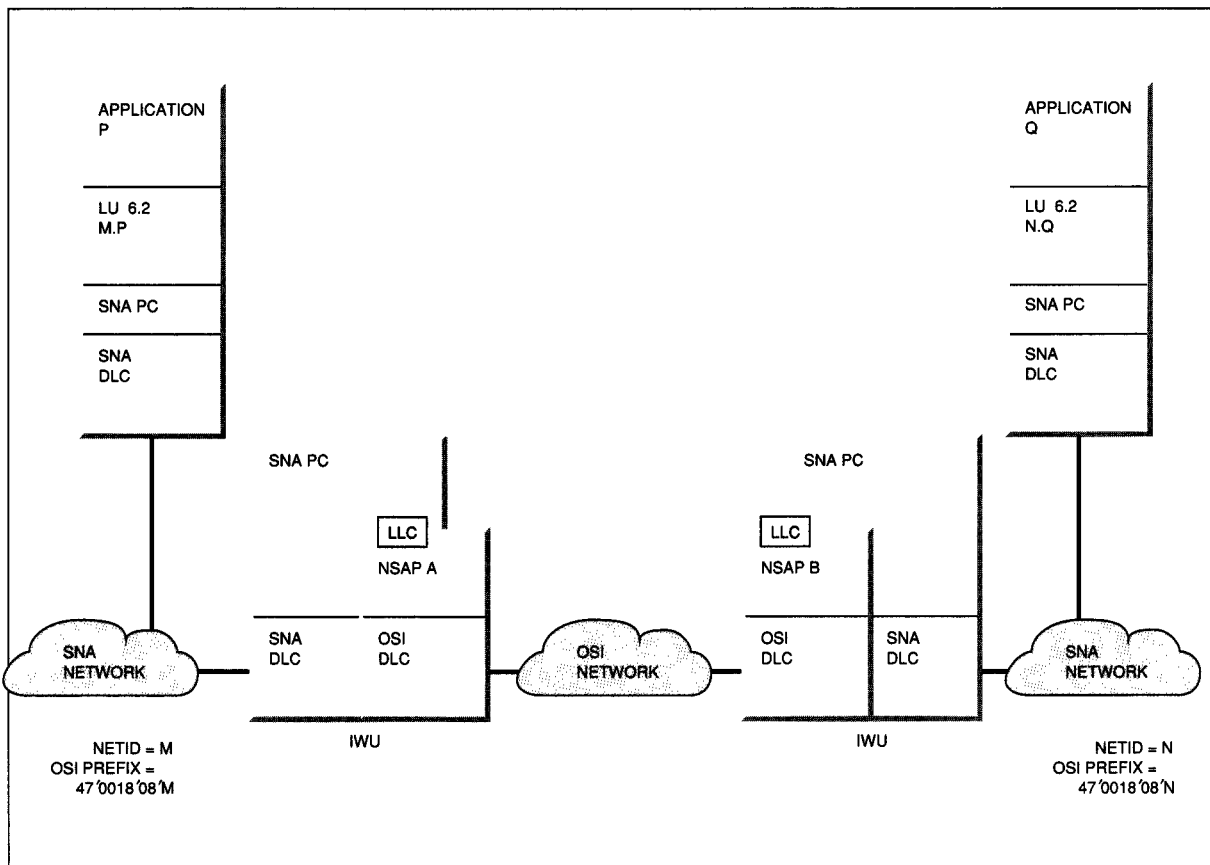 APPLICATION
P
LU 6.2
M.P
SNA PC
SNA
DLC
APPLICATION
Q
LU 6.2
N.Q
SNA PC
SNA
DLC
SNA PC
LLC
NSAP A
SNA
DLC
OSI
DLC
SNA PC
LLC
NSAP B
OSI
DLC
SNA
DLC
SNA
NETWORK
OSI
NETWORK
SNA
NETWORK
IWU
IWU
NETID = M
OSI PREFIX =
47'0018'08'M
NETID = N
OSI PREFIX =
47'0018'08'N